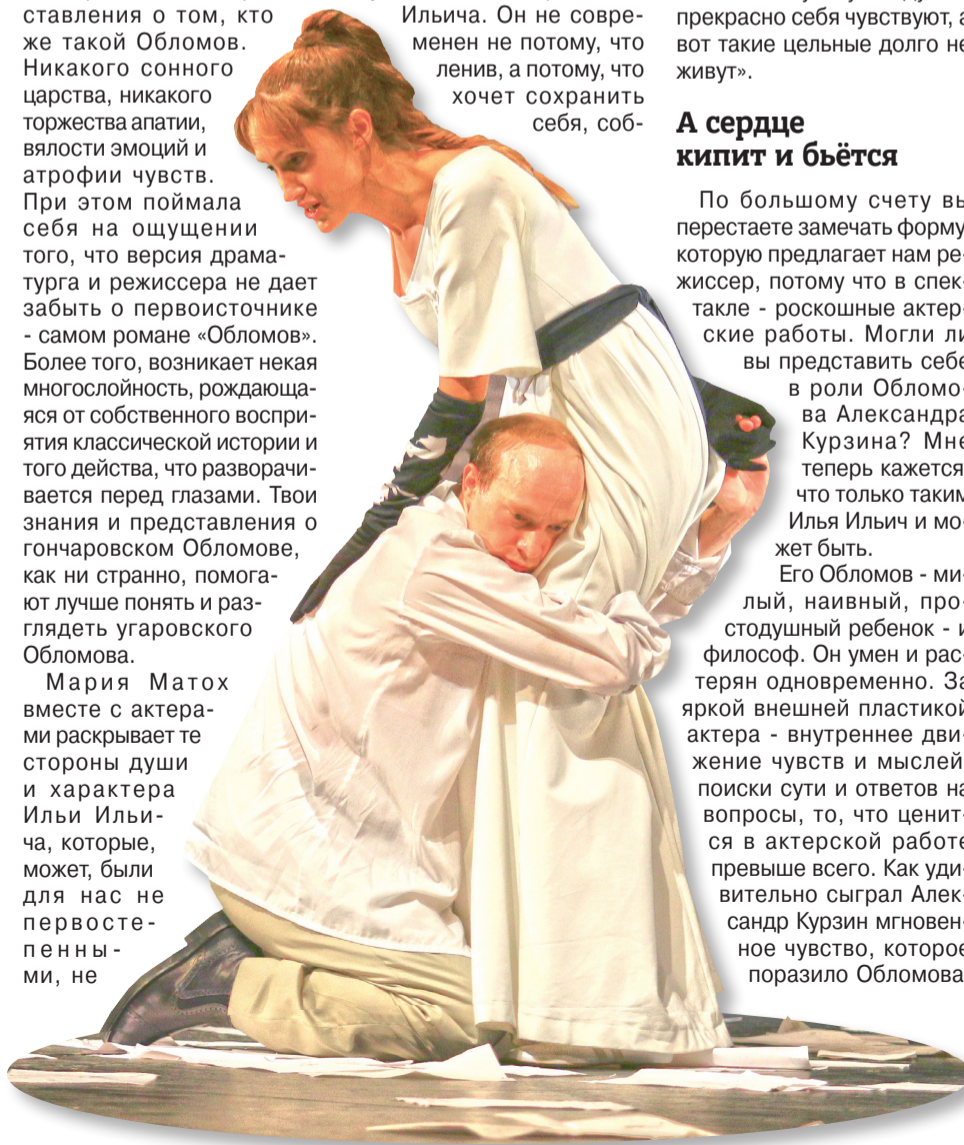 ставления о том, кто
же такой Обломов.
Никакого сонного
царства, никакого
торжества апатии,
вялости эмоций и
атрофии чувств.
При этом поймала
себя на ощущении
того, что версия драма-
турга и режиссера не дает
забыть о первоисточнике
- самом романе «Обломов».
Более того, возникает некая
многослойность, рождающа-
яся от собственного воспри-
ятия классической истории и
того действа, что разворачи-
вается перед глазами. Твои
знания и представления о
гончаровском Обломове,
как ни странно, помога-
ют лучше понять и раз-
глядеть угаровского
Обломова.
Мария Матох
вместе с актера-
ми раскрывает те
стороны души
и характера
Ильи Ильи-
ча, которые,
может, были
для нас не
первосте-
пенны-
ми, не
Ильича. Он не совре-
менен не потому, что
ленив, а потому, что
хочет сохранить
себя, соб-
прекрасно себя чувствуют, а
вот такие цельные долго не
живут».
А сердце
кипит и бьётся
По большому счету вы
перестаете замечать форму,
которую предлагает нам ре-
жиссер, потому что в спек-
такле - роскошные актер-
ские работы. Могли ли
вы представить себе
в роли Обломо-
ва Александра
Курзина? Мне
теперь кажется,
что только таким
Илья Ильич и мо-
жет быть.
Его Обломов - ми-
лый, наивный, про-
стодушный ребенок - и
философ. Он умен и рас-
терян одновременно. За
яркой внешней пластикой
актера - внутреннее дви-
жение чувств и мыслей,
поиски сути и ответов на
вопросы, то, что ценит-
ся в актерской работе
превыше всего. Как уди-
вительно сыграл Алек-
сандр Курзин мгновен-
ное чувство, которое
поразило Обломова